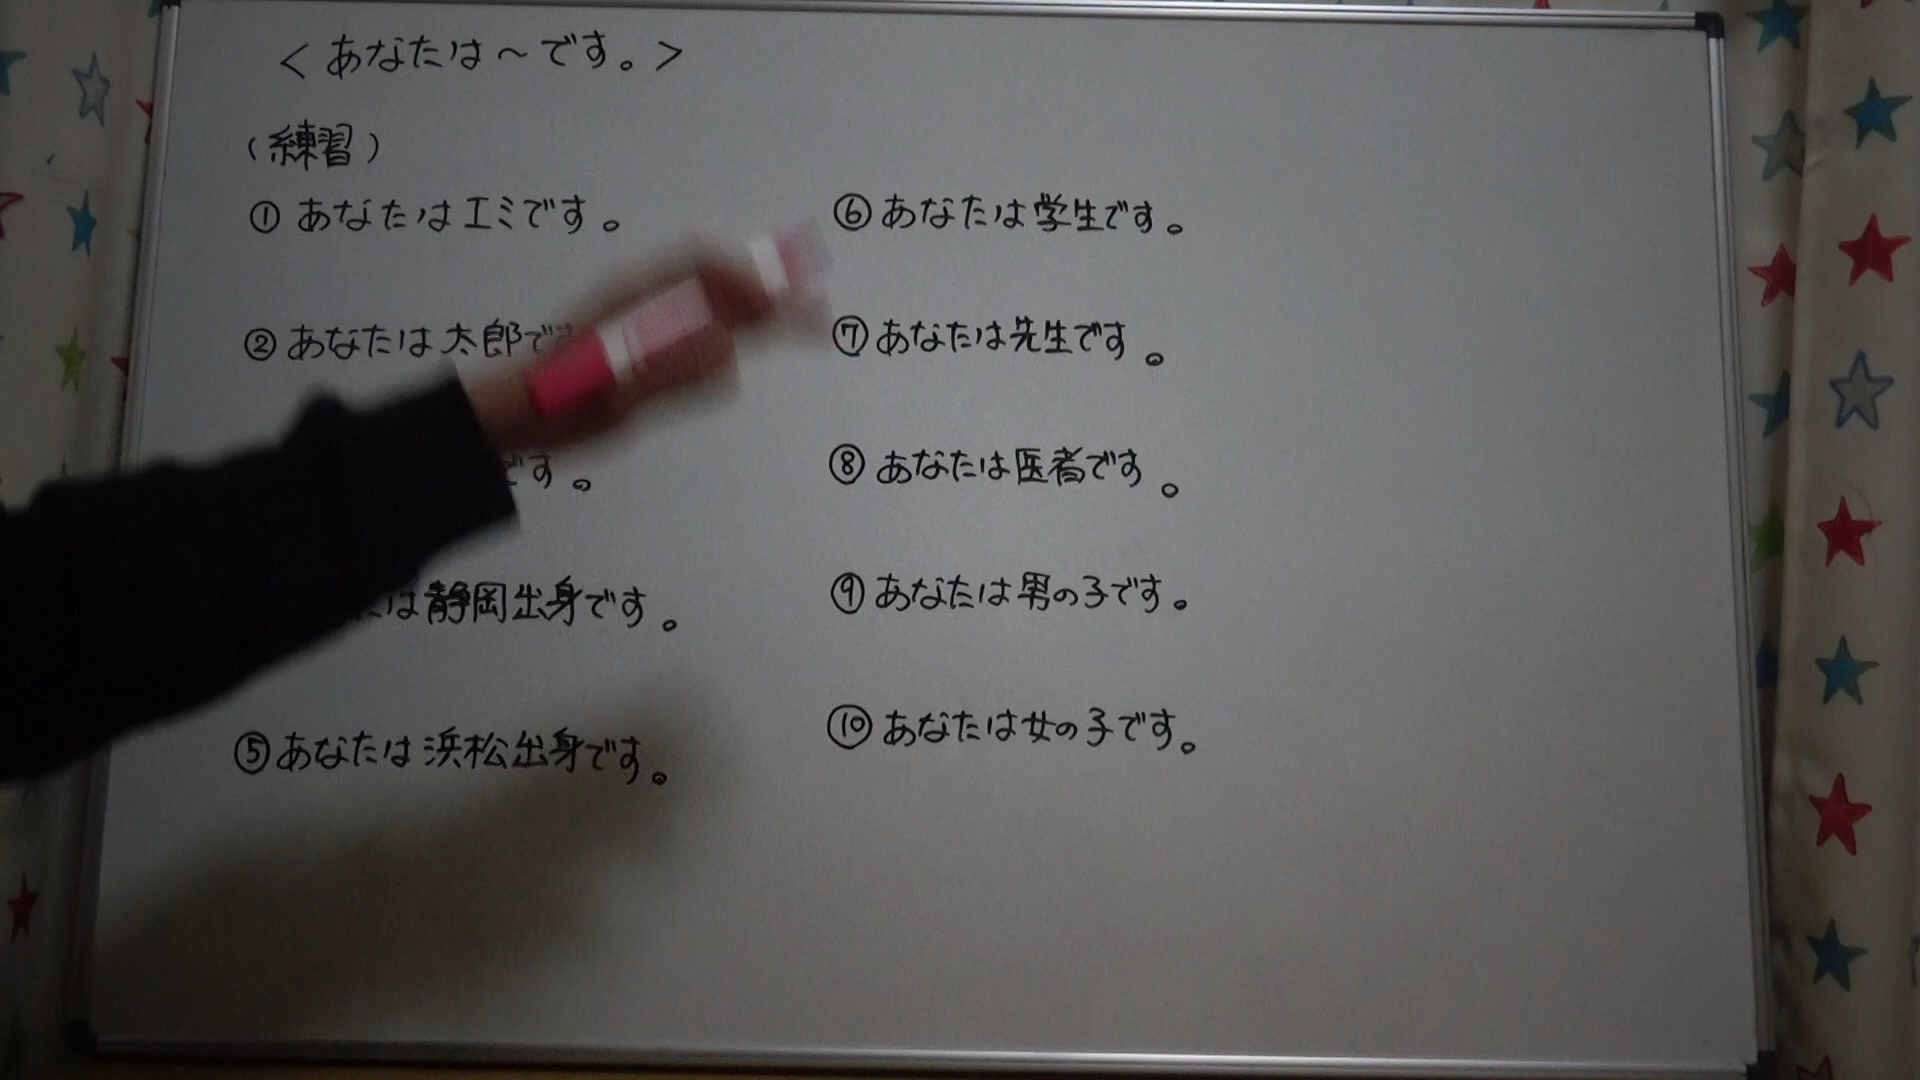 <あなたは～です。>
(練習)
① あなたはエミです。
② あなたは太郎で
です。
は静岡出身です。
⑤ あなたは浜松出身です。
⑥ あなたは学生です。
⑦ あなたは先生です。
⑧ あなたは医者です。
⑨ あなたは男の子です。
⑩ あなたは女の子です。